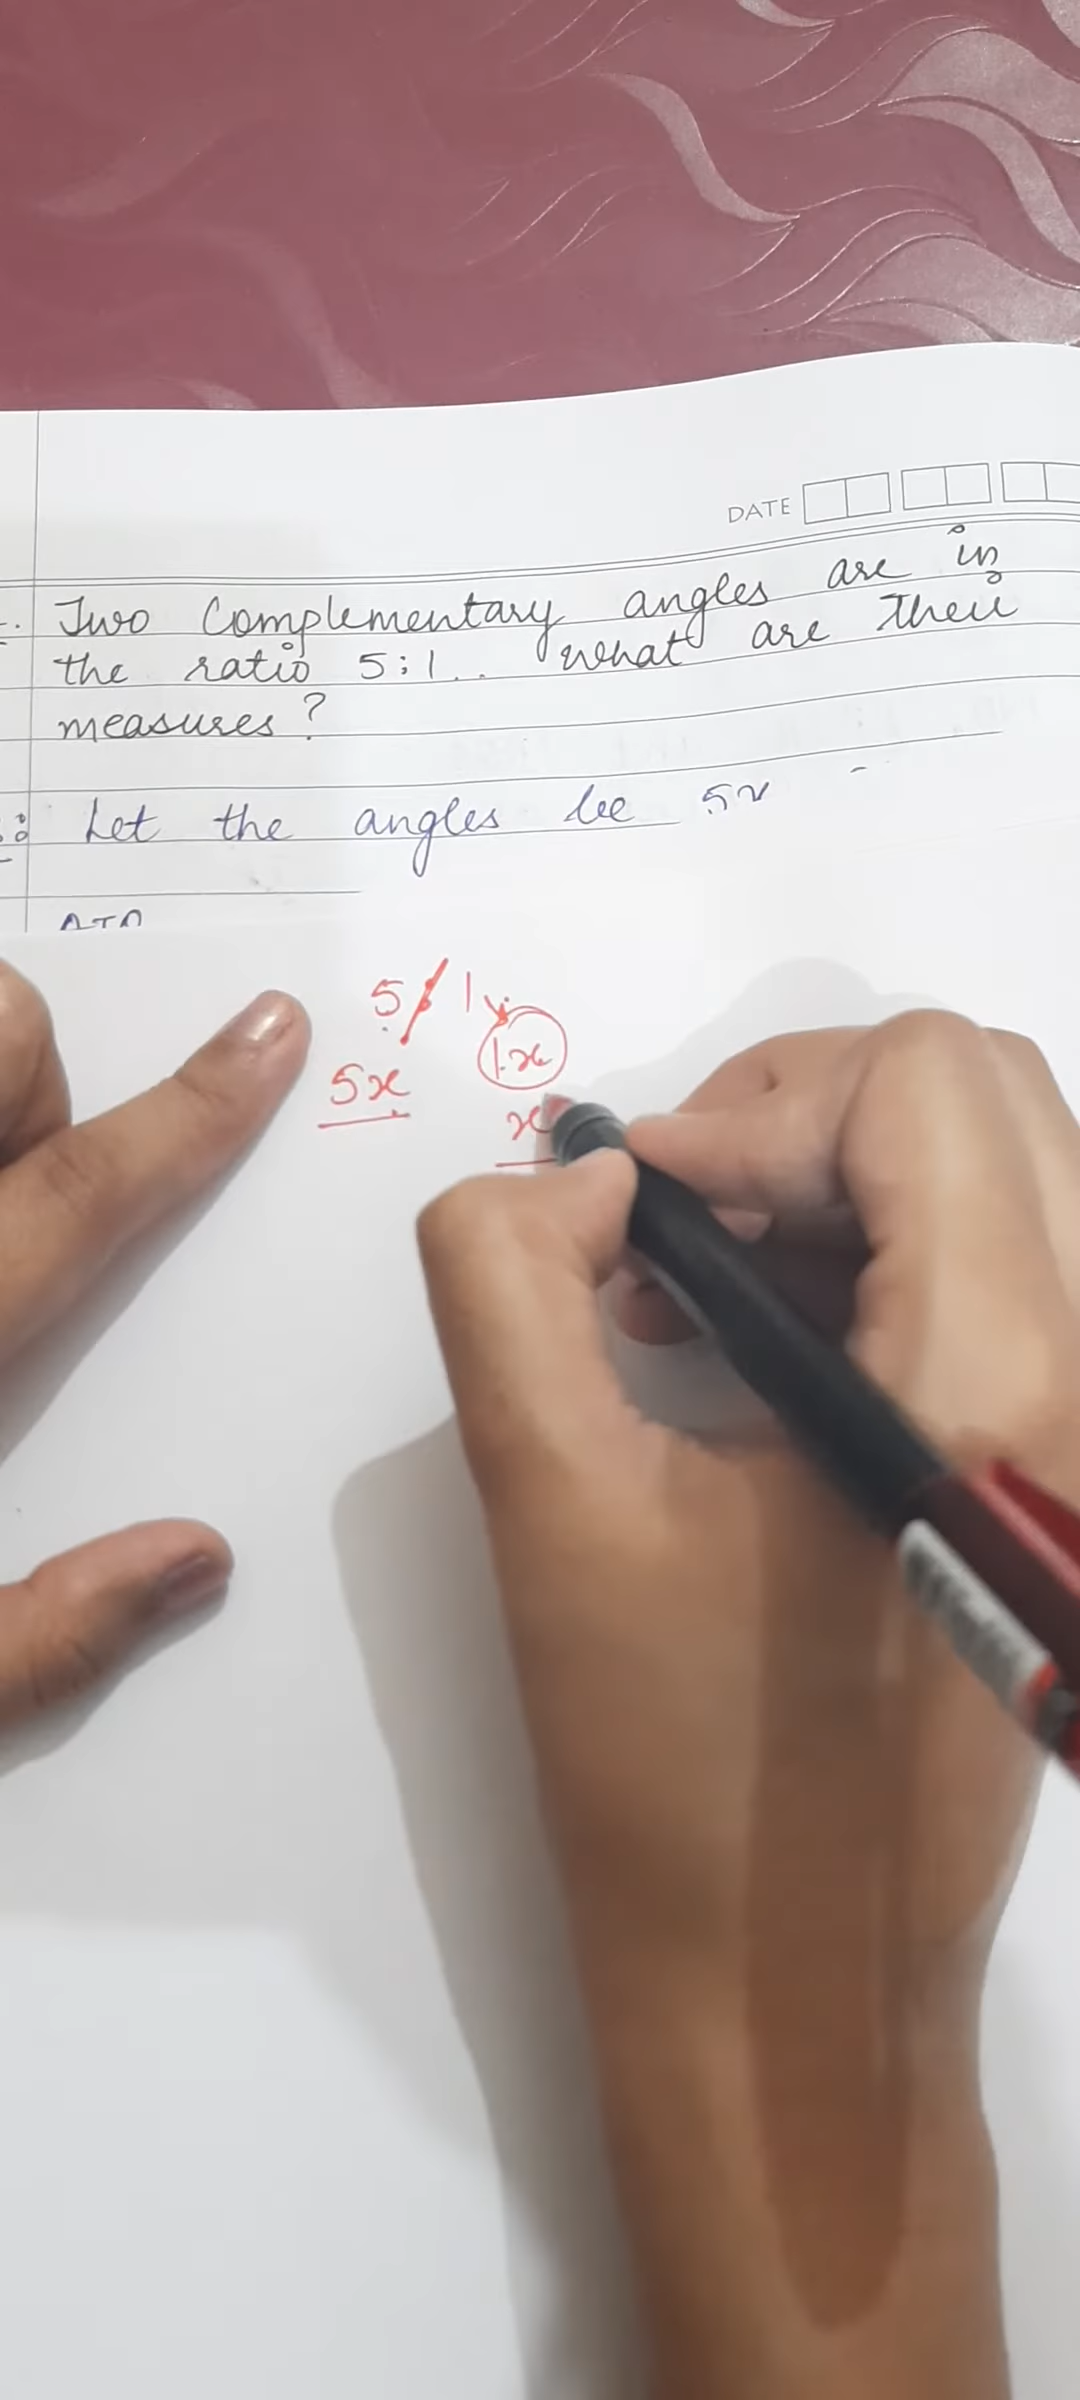 DATE
Two Complementary angles are in
the ratio 5:1.. what are their
measures?
Let the angles be 5x
5 : 1
5x 1.x
x